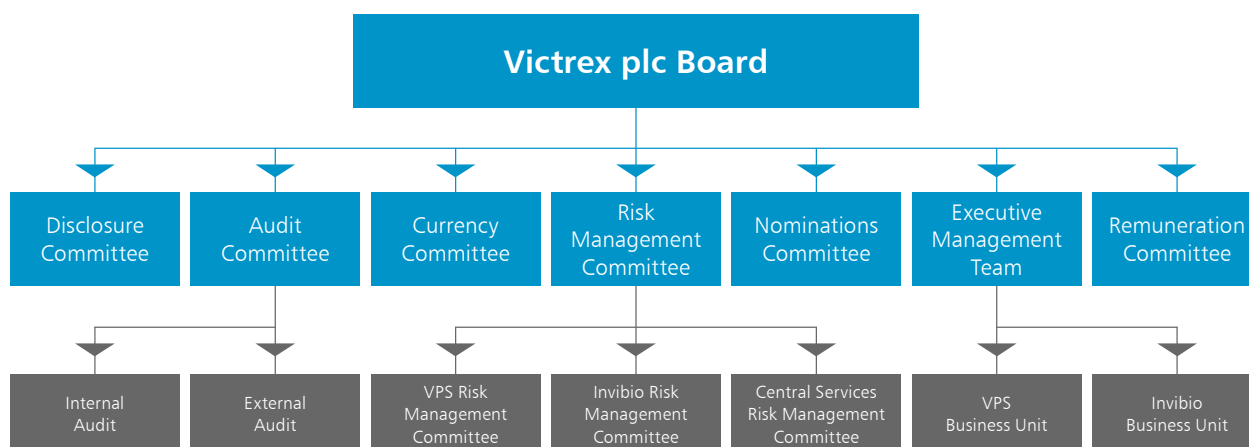 Victrex plc Board
Disclosure
Committee
Audit
Committee
Currency
Committee
Risk
Management
Committee
Nominations
Committee
Executive
Management
Team
Remuneration
Committee
Internal
Audit
External
Audit
VPS Risk
Management
Committee
Invibio Risk
Management
Committee
Central Services
Risk Management
Committee
VPS
Business Unit
Invibio
Business Unit